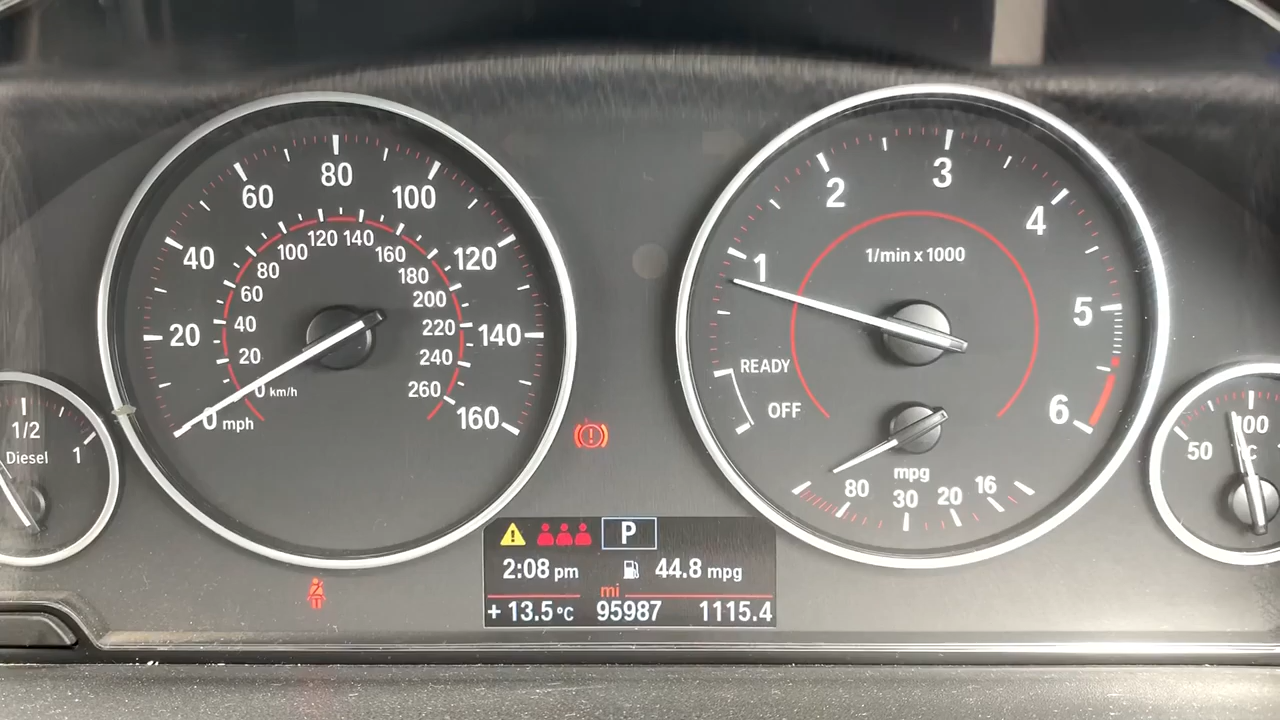 20
40
60
80
100
120
140
160
0 mph
0 km/h
20
40
60
80
100
120
140
160
180
200
220
240
260
1/2
Diesel
1
1
2
3
4
5
6
1/min x 1000
READY
OFF
mpg
80
30
20
16
50
100
°C
P
2:08 pm
44.8 mpg
mi
+ 13.5 °C 95987 1115.4